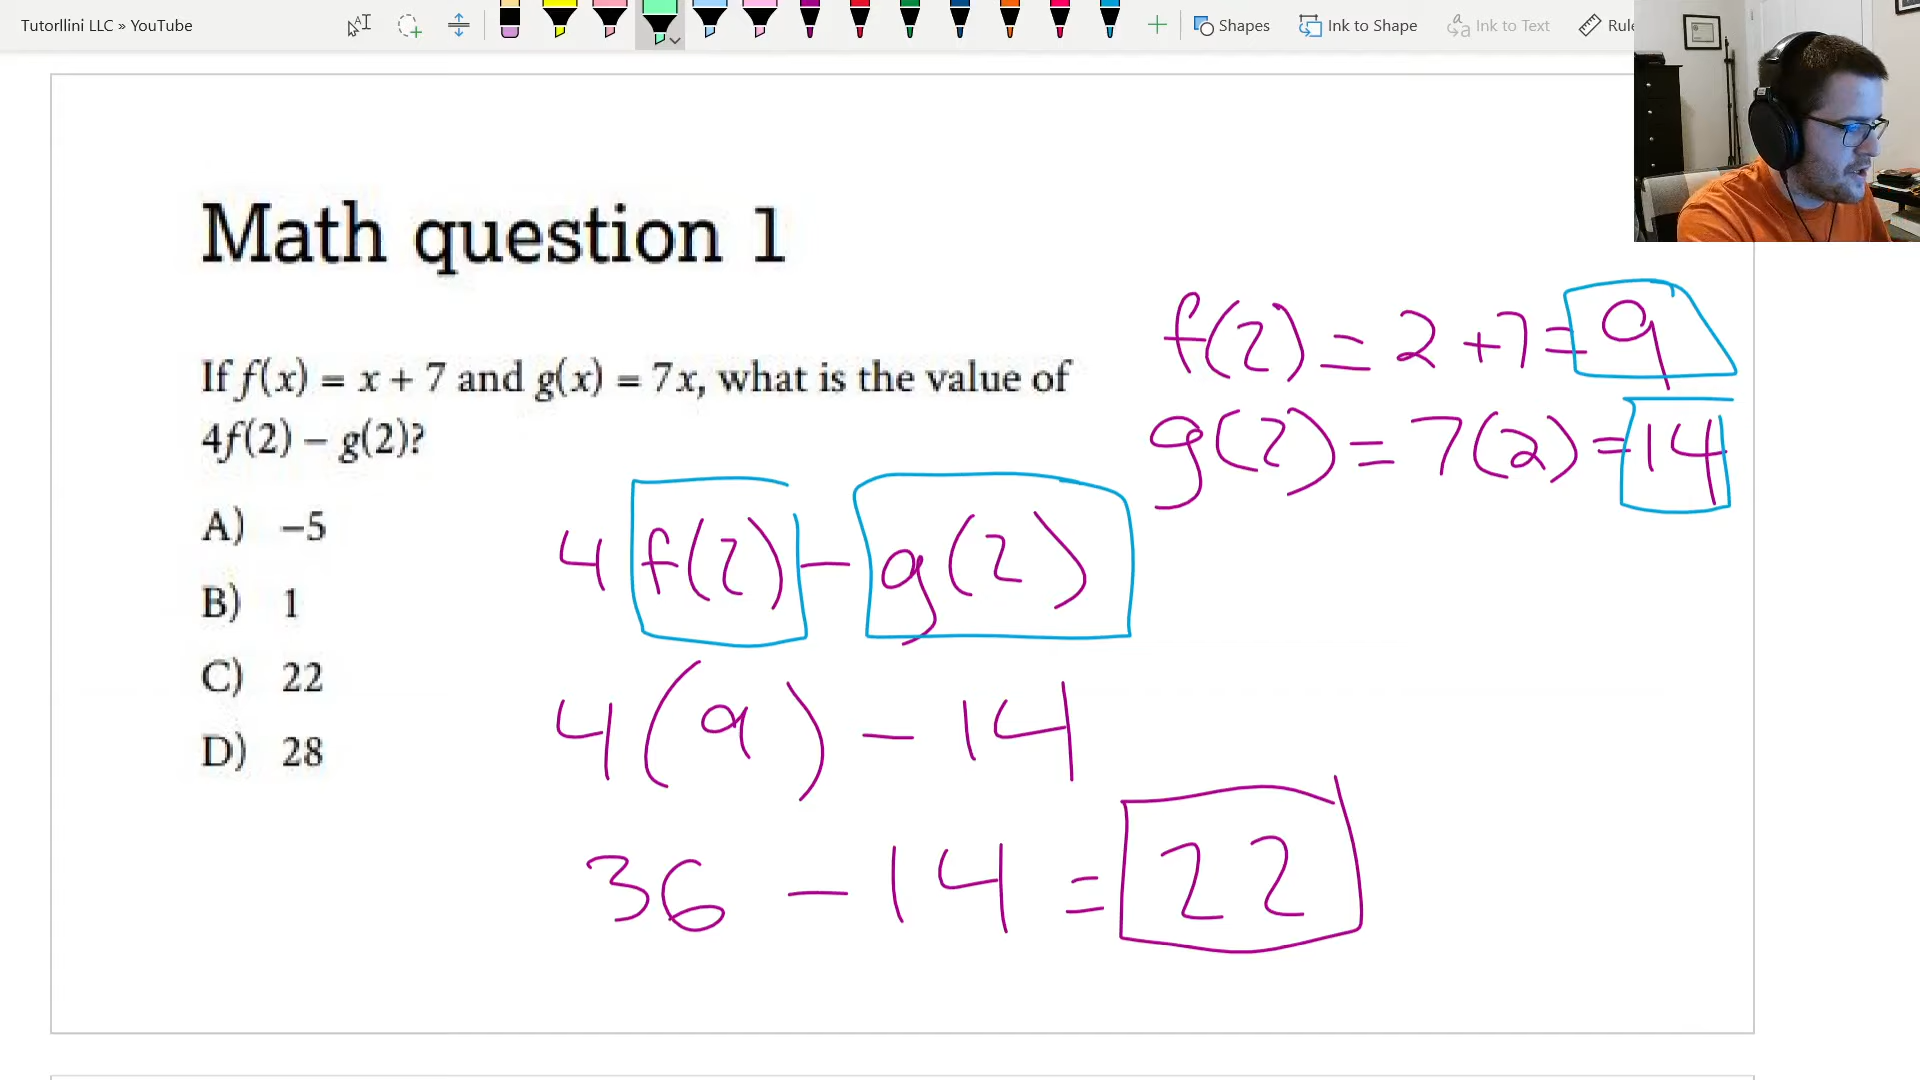 Tutorllini LLC » YouTube
Shapes
Ink to Shape
Ink to Text
Math question 1
If f(x) = x + 7 and g(x) = 7x, what is the value of
4f(2) – g(2)?
A) –5
B) 1
C) 22
D) 28
f(2) = 2 + 7 = 9
g(2) = 7(2) = 14
4 f(2) – g(2)
4(9) – 14
36 – 14 = 22